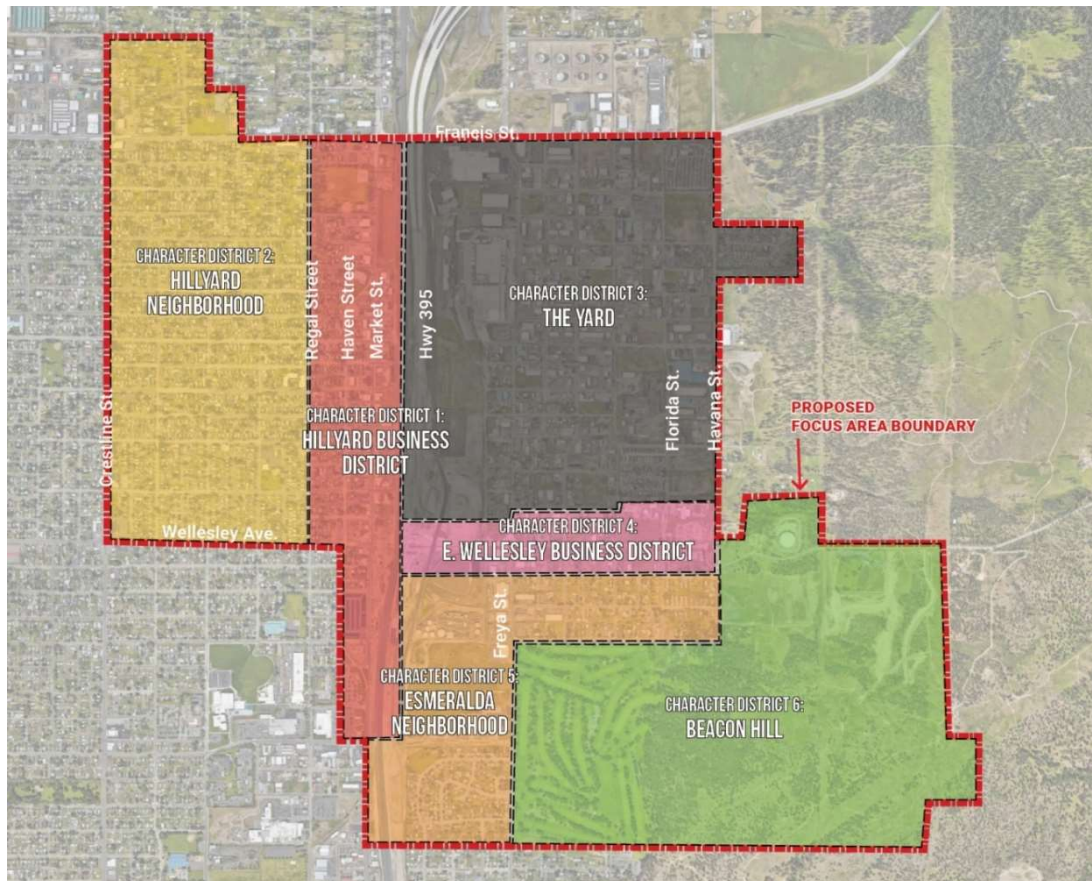 Francis St.
CHARACTER DISTRICT 2:
HILLYARD
NEIGHBORHOOD
Regal Street
Haven Street
Market St.
Hwy 395
CHARACTER DISTRICT 3:
THE YARD
Florida St.
Havana St.
Crestline St.
CHARACTER DISTRICT 1:
HILLYARD BUSINESS
DISTRICT
PROPOSED
FOCUS AREA BOUNDARY
Wellesley Ave.
CHARACTER DISTRICT 4:
E. WELLESLEY BUSINESS DISTRICT
Freya St.
CHARACTER DISTRICT 5:
ESMERALDA
NEIGHBORHOOD
CHARACTER DISTRICT 6:
BEACON HILL